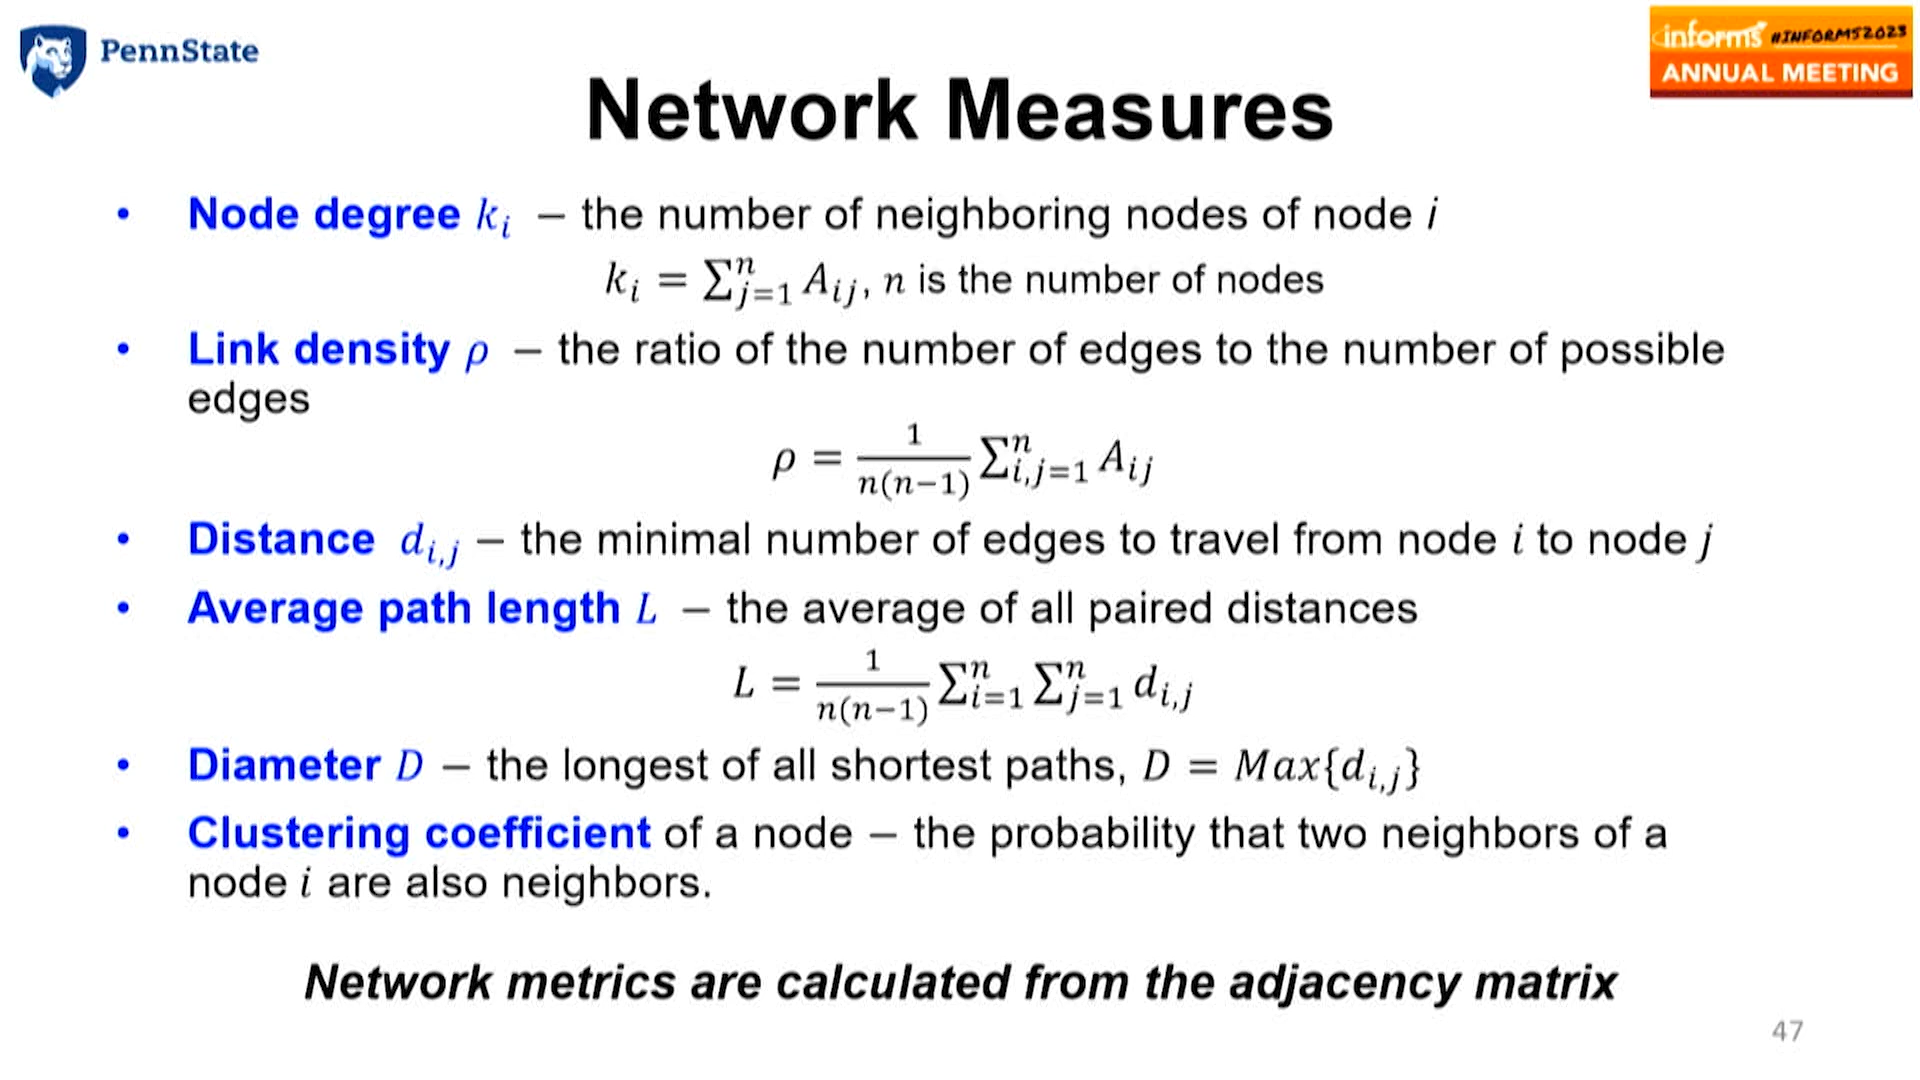 PennState
informs #INFORMS2023
ANNUAL MEETING
Network Measures
• Node degree kᵢ – the number of neighboring nodes of node i
kᵢ = ∑ⁿⱼ₌₁ Aᵢⱼ, n is the number of nodes
• Link density ρ – the ratio of the number of edges to the number of possible
edges
ρ = 1/n(n−1) ∑ⁿᵢ,ⱼ₌₁ Aᵢⱼ
• Distance dᵢ,ⱼ – the minimal number of edges to travel from node i to node j
• Average path length L – the average of all paired distances
L = 1/n(n−1) ∑ⁿᵢ₌₁ ∑ⁿⱼ₌₁ dᵢ,ⱼ
• Diameter D – the longest of all shortest paths, D = Max{dᵢ,ⱼ}
• Clustering coefficient of a node – the probability that two neighbors of a
node i are also neighbors.
Network metrics are calculated from the adjacency matrix
47